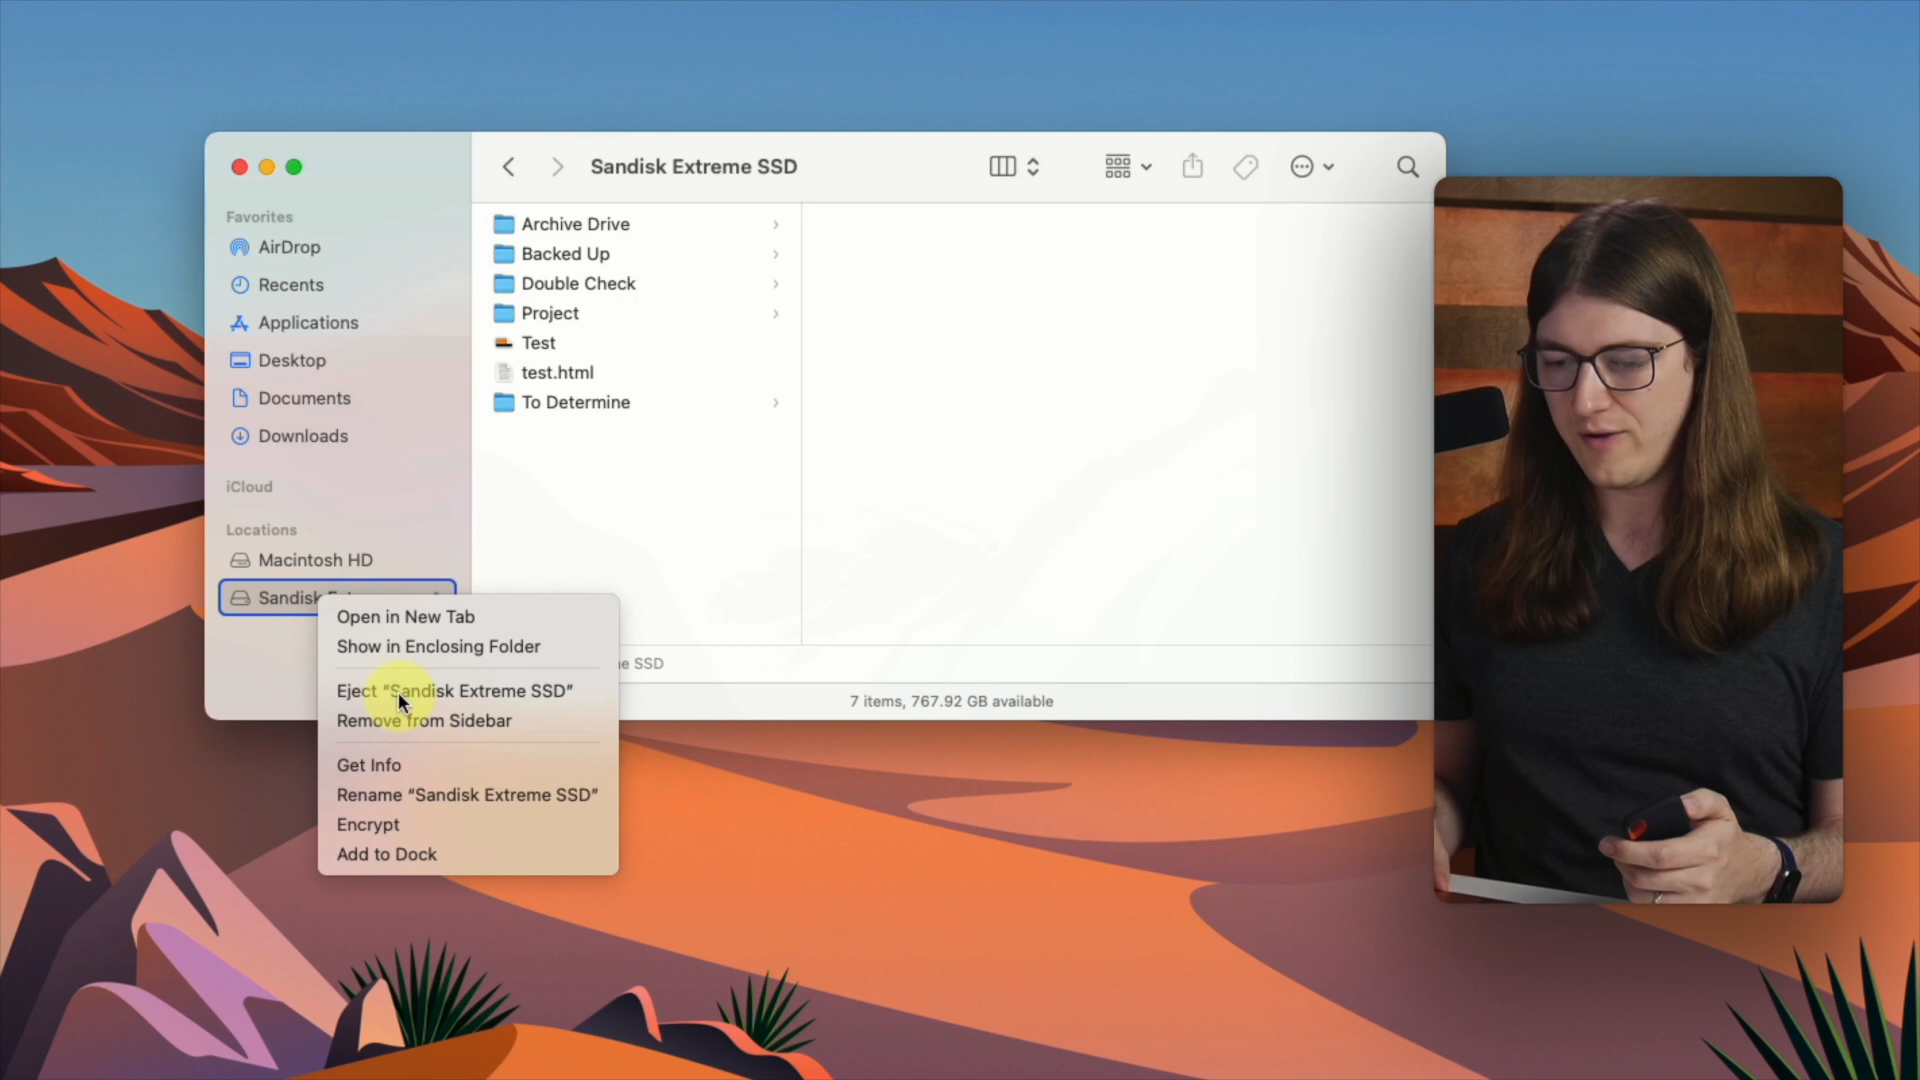 Sandisk Extreme SSD
Favorites
AirDrop
Recents
Applications
Desktop
Documents
Downloads
iCloud
Locations
Macintosh HD
Sandisk
Archive Drive
Backed Up
Double Check
Project
Test
test.html
To Determine
Open in New Tab
Show in Enclosing Folder
Eject “Sandisk Extreme SSD”
Remove from Sidebar
Get Info
Rename “Sandisk Extreme SSD”
Encrypt
Add to Dock
SSD
7 items, 767.92 GB available